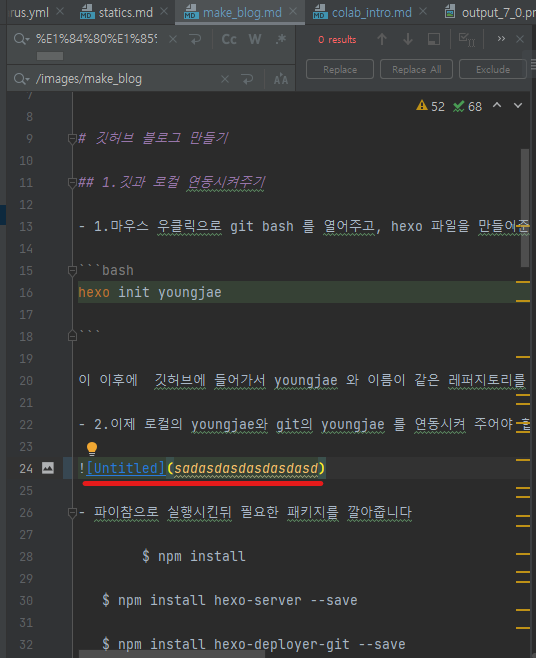 rus.yml statics.md make_blog.md colab_intro.md output_7_0.pn
%E1%84%80%E1%85% Cc W .* 0 results
/images/make_blog Replace Replace All Exclude
52 68
7
8
9 # 깃허브 블로그 만들기
10
11 ## 1.깃과 로컬 연동시켜주기
12
13 - 1.마우스 우클릭으로 git bash 를 열어주고, hexo 파일을 만들어준
14
15 ```bash
16 hexo init youngjae
17
18 ```
19
20 이 이후에  깃허브에 들어가서 youngjae 와 이름이 같은 레퍼지토리를
21
22 - 2.이제 로컬의 youngjae와 git의 youngjae 를 연동시켜 주어야
23
24 ![Untitled](sadasdasdasdasdasd)
25
26 - 파이참으로 실행시킨뒤 필요한 패키지를 깔아줍니다
27
28 $ npm install
29
30 $ npm install hexo-server --save
31
32 $ npm install hexo-deployer-git --save